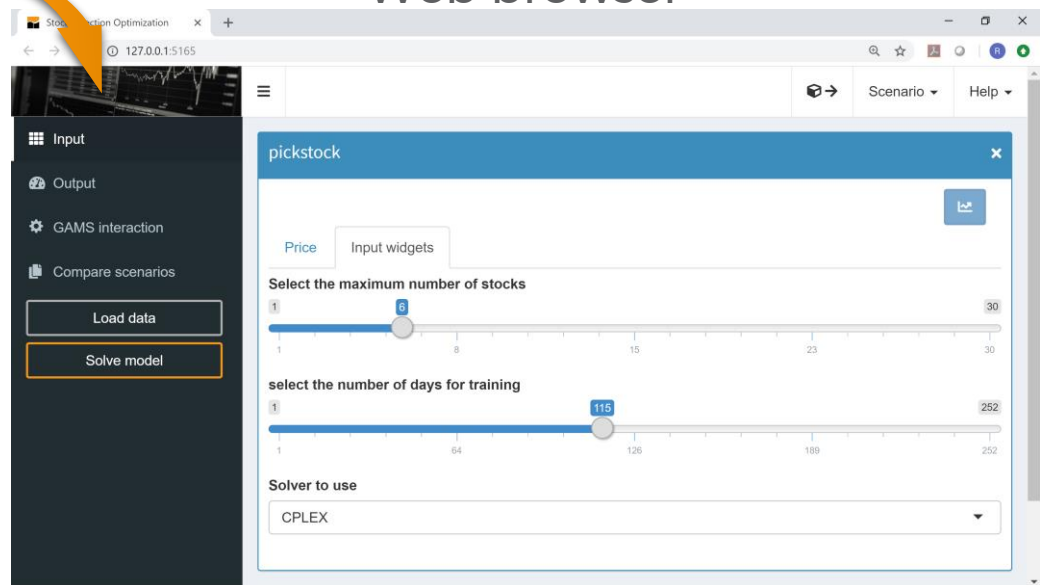 Web browser
Stock Selection Optimization × +
127.0.0.1:5165
R
Scenario Help
Input
pickstock ×
Output
GAMS interaction
Price Input widgets
Compare scenarios
Select the maximum number of stocks
1 6 30
Load data
1 8 15 23 30
Solve model
select the number of days for training
1 115 252
1 64 126 189 252
Solver to use
CPLEX